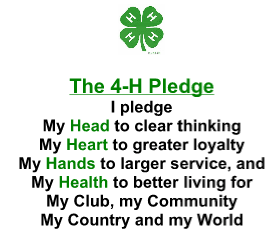 H H
H H
The 4-H Pledge
I pledge
My Head to clear thinking
My Heart to greater loyalty
My Hands to larger service, and
My Health to better living for
My Club, my Community
My Country and my World